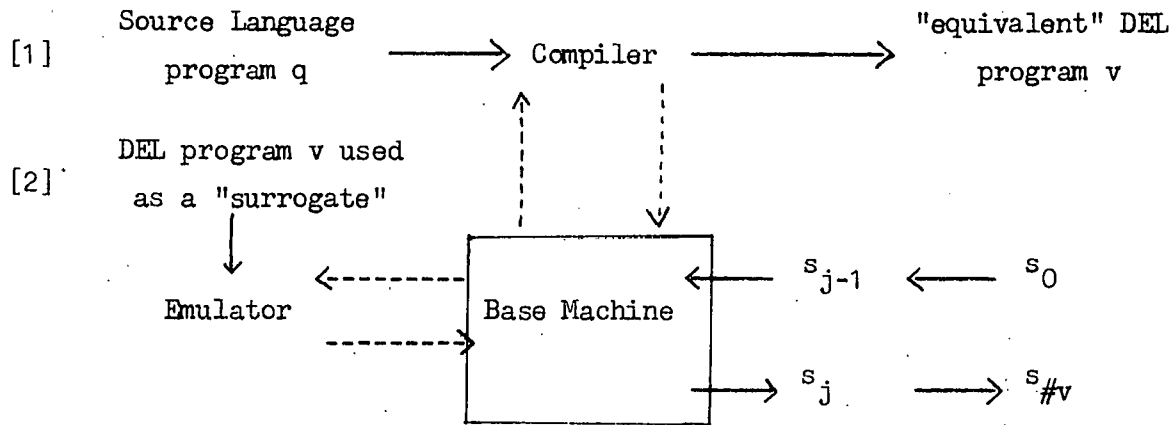 Source Language
"equivalent" DEL
[1]
program q
Compiler
program v
DEL program v used
[2]
as a "surrogate"
s_{j-1}
s_0
Emulator
Base Machine
s_j
s_{#v}